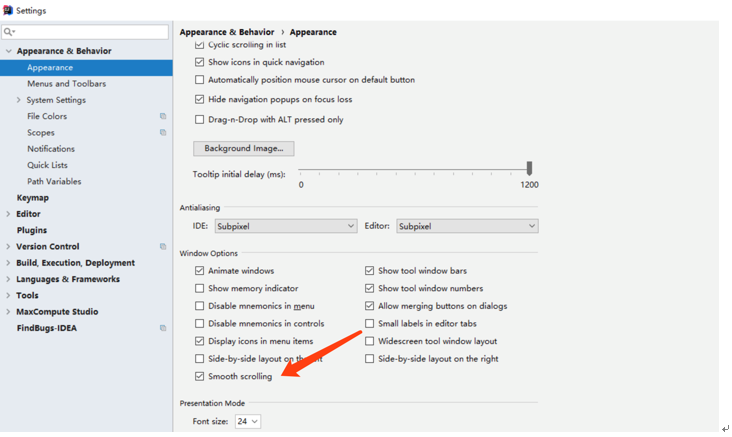 Settings
Appearance & Behavior
Appearance
Menus and Toolbars
System Settings
File Colors
Scopes
Notifications
Quick Lists
Path Variables
Keymap
Editor
Plugins
Version Control
Build, Execution, Deployment
Languages & Frameworks
Tools
MaxCompute Studio
FindBugs-IDEA
Appearance & Behavior › Appearance
Cyclic scrolling in list
Show icons in quick navigation
Automatically position mouse cursor on default button
Hide navigation popups on focus loss
Drag-n-Drop with ALT pressed only
Background Image...
Tooltip initial delay (ms):
0 1200
Antialiasing
IDE: Subpixel Editor: Subpixel
Window Options
Animate windows Show tool window bars
Show memory indicator Show tool window numbers
Disable mnemonics in menu Allow merging buttons on dialogs
Disable mnemonics in controls Small labels in editor tabs
Display icons in menu items Widescreen tool window layout
Side-by-side layout on the Side-by-side layout on the right
Smooth scrolling
Presentation Mode
Font size: 24